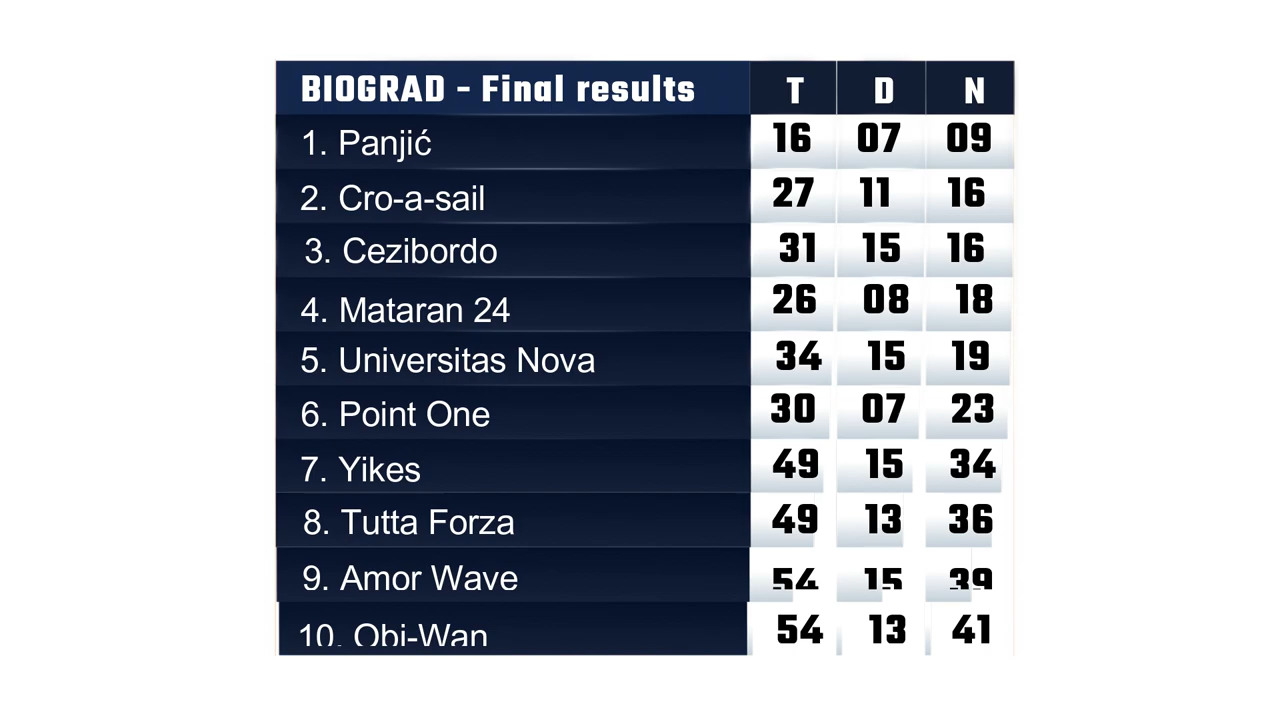 BIOGRAD - Final results T D N
1. Panjić 16 07 09
2. Cro-a-sail 27 11 16
3. Cezibordo 31 15 16
4. Mataran 24 26 08 18
5. Universitas Nova 34 15 19
6. Point One 30 07 23
7. Yikes 49 15 34
8. Tutta Forza 49 13 36
9. Amor Wave 54 15 39
10. Obi-Wan 54 13 41